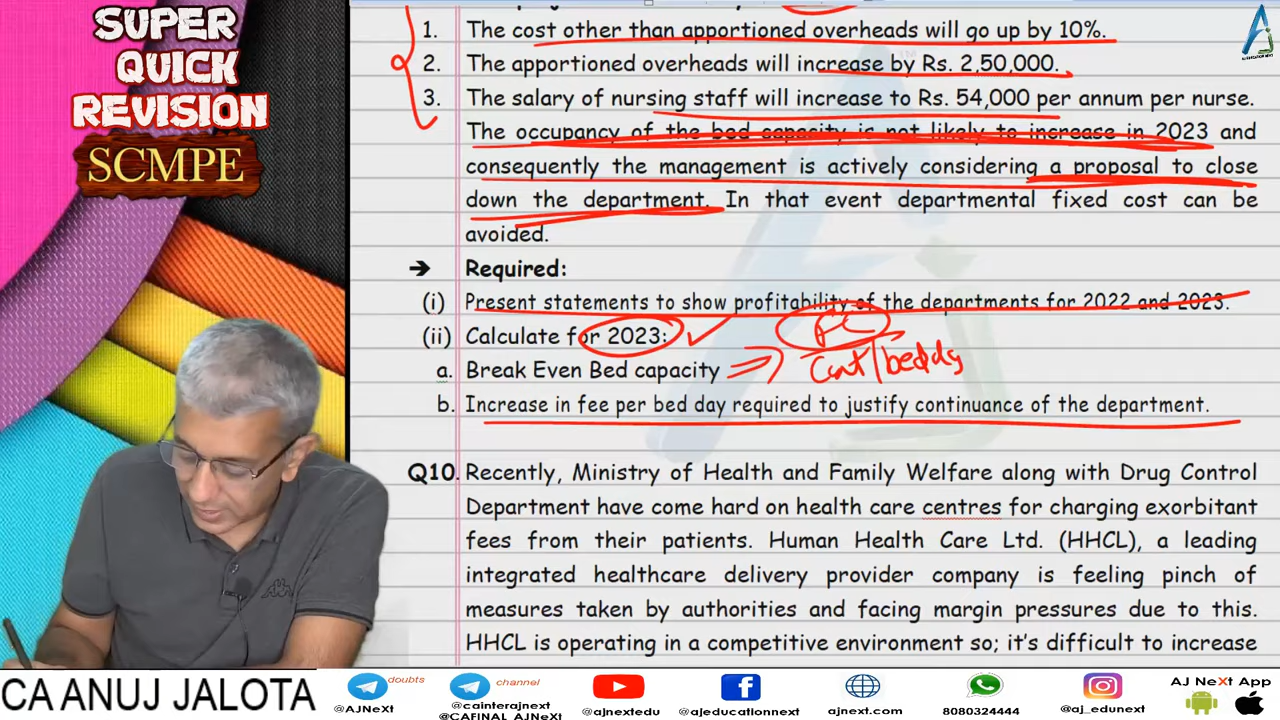 SUPER
QUICK
REVISION
SCMPE
1. The cost other than apportioned overheads will go up by 10%.
2. The apportioned overheads will increase by Rs. 2,50,000.
3. The salary of nursing staff will increase to Rs. 54,000 per annum per nurse.
The occupancy of the bed capacity is not likely to increase in 2023 and
consequently the management is actively considering a proposal to close
down the department. In that event departmental fixed cost can be
avoided.
➔ Required:
(i) Present statements to show profitability of the departments for 2022 and 2023.
(ii) Calculate for 2023:
FC
a. Break Even Bed capacity
Cont/bed dg
b. Increase in fee per bed day required to justify continuance of the department.
Q10. Recently, Ministry of Health and Family Welfare along with Drug Control
Department have come hard on health care centres for charging exorbitant
fees from their patients. Human Health Care Ltd. (HHCL), a leading
integrated healthcare delivery provider company is feeling pinch of
measures taken by authorities and facing margin pressures due to this.
HHCL is operating in a competitive environment so; it's difficult to increase
CA ANUJ JALOTA
doubts
@AJNeXt
channel
@cainterajnext
@CAFINAL_AJNeXt
@ajnextedu
@ajeducationnext
ajnext.com
8080324444
@aj_edunext
AJ NeXt App